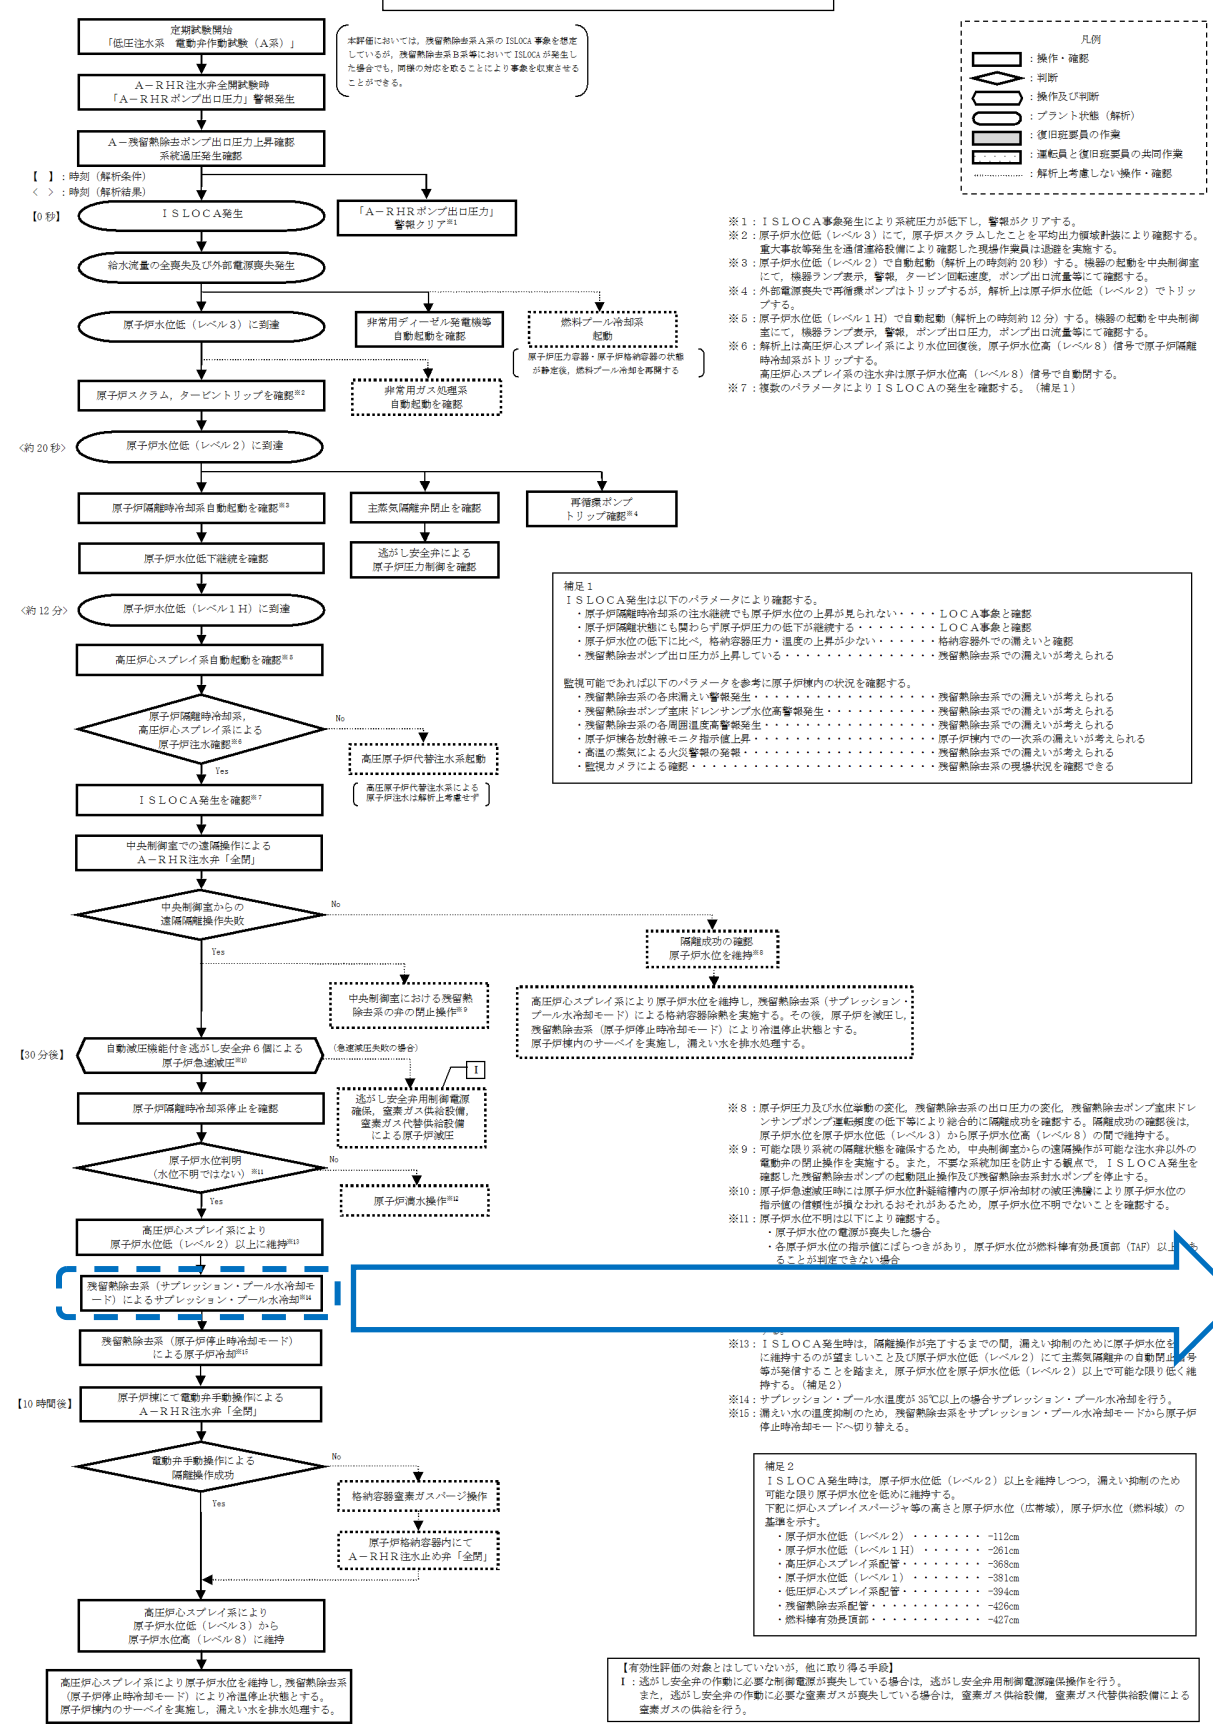 定期試験開始
「低圧注水系　電動弁作動試験（A系）」
A－RHR注水弁全開試験時
「A－RHRポンプ出口圧力」警報発生
A－残留熱除去ポンプ出口圧力上昇確認
系統過圧発生確認
本評価においては，残留熱除去系A系のISLOCA事象を想定
しているが，残留熱除去系B系等においてISLOCAが発生し
た場合でも，同様の対応を取ることにより事象を収束させる
ことができる。
凡例
：操作・確認
：判断
：操作及び判断
：プラント状態（解析）
：復旧班要員の作業
：運転員と復旧班要員の共同作業
：解析上考慮しない操作・確認
【　】：時刻（解析条件）
＜　＞：時刻（解析結果）
【0秒】
ISLOCA発生
「A－RHRポンプ出口圧力」
警報クリア※1
給水流量の全喪失及び外部電源喪失発生
原子炉水位低（レベル3）に到達
非常用ディーゼル発電機等
自動起動を確認
燃料プール冷却系
起動
原子炉圧力容器・原子炉格納容器の状態
が静定後，燃料プール冷却を再開する
原子炉スクラム，タービントリップを確認※2
非常用ガス処理系
自動起動を確認
＜約20秒＞
原子炉水位低（レベル2）に到達
原子炉隔離時冷却系自動起動を確認※3
主蒸気隔離弁閉止を確認
再循環ポンプ
トリップ確認※4
原子炉水位低下継続を確認
逃がし安全弁による
原子炉圧力制御を確認
＜約12分＞
原子炉水位低（レベル1H）に到達
高圧炉心スプレイ系自動起動を確認※5
原子炉隔離時冷却系，
高圧炉心スプレイ系による
原子炉注水確認※6
No
Yes
高圧原子炉代替注水系起動
高圧原子炉代替注水系による
原子炉注水は解析上考慮せず
ISLOCA発生を確認※7
中央制御室での遠隔操作による
A－RHR注水弁「全閉」
中央制御室からの
遠隔隔離操作失敗
No
Yes
隔離成功の確認
原子炉水位を維持※8
中央制御室における残留熱
除去系の弁の閉止操作※9
高圧炉心スプレイ系により原子炉水位を維持し，残留熱除去系（サプレッション・
プール水冷却モード）による格納容器除熱を実施する。その後，原子炉を減圧し，
残留熱除去系（原子炉停止時冷却モード）により冷温停止状態とする。
原子炉棟内のサーベイを実施し，漏えい水を排水処理する。
【30分後】
自動減圧機能付き逃がし安全弁6個による
原子炉急速減圧※10
（急速減圧失敗の場合）
I
原子炉隔離時冷却系停止を確認
逃がし安全弁用制御電源
確保，窒素ガス供給設備，
窒素ガス代替供給設備
による原子炉減圧
原子炉水位判明
（水位不明ではない）※11
No
Yes
原子炉満水操作※12
高圧炉心スプレイ系により
原子炉水位低（レベル2）以上に維持※13
残留熱除去系（サプレッション・プール水冷却モ
ード）によるサプレッション・プール水冷却※14
残留熱除去系（原子炉停止時冷却モード）
による原子炉冷却※15
【10時間後】
原子炉棟にて電動弁手動操作による
A－RHR注水弁「全閉」
電動弁手動操作による
隔離操作成功
No
Yes
格納容器窒素ガスパージ操作
原子炉格納容器内にて
A－RHR注水止め弁「全閉」
高圧炉心スプレイ系により
原子炉水位低（レベル3）から
原子炉水位高（レベル8）に維持
高圧炉心スプレイ系により原子炉水位を維持し，残留熱除去系
（原子炉停止時冷却モード）により冷温停止状態とする。
原子炉棟内のサーベイを実施し，漏えい水を排水処理する。
※1：ISLOCA事象発生により系統圧力が低下し，警報がクリアする。
※2：原子炉水位低（レベル3）にて，原子炉スクラムしたことを平均出力領域計装により確認する。
重大事故等発生を通信連絡設備により確認した現場作業員は退避を実施する。
※3：原子炉水位低（レベル2）で自動起動（解析上の時刻約20秒）する。機器の起動を中央制御室
にて，機器ランプ表示，警報，タービン回転速度，ポンプ出口流量等にて確認する。
※4：外部電源喪失で再循環ポンプはトリップするが，解析上は原子炉水位低（レベル2）でトリッ
プする。
※5：原子炉水位低（レベル1H）で自動起動（解析上の時刻約12分）する。機器の起動を中央制御
室にて，機器ランプ表示，警報，ポンプ出口圧力，ポンプ出口流量等にて確認する。
※6：解析上は高圧炉心スプレイ系により水位回復後，原子炉水位高（レベル8）信号で原子炉隔離
時冷却系がトリップする。
高圧炉心スプレイ系の注水弁は原子炉水位高（レベル8）信号で自動閉する。
※7：複数のパラメータによりISLOCAの発生を確認する。（補足1）
補足1
ISLOCA発生は以下のパラメータにより確認する。
・原子炉隔離時冷却系の注水継続でも原子炉水位の上昇が見られない・・・・LOCA事象と確認
・原子炉隔離状態にも関わらず原子炉圧力の低下が継続する・・・・・・・・LOCA事象と確認
・原子炉水位の低下に比べ，格納容器圧力・温度の上昇が少ない・・・・・・格納容器外での漏えいと確認
・残留熱除去ポンプ出口圧力が上昇している・・・・・・・・・・・・・・・残留熱除去系での漏えいが考えられる
監視可能であれば以下のパラメータを参考に原子炉棟内の状況を確認する。
・残留熱除去系の各床漏えい警報発生・・・・・・・・・・・・・・・・・・残留熱除去系での漏えいが考えられる
・残留熱除去ポンプ室床ドレンサンプ水位高警報発生・・・・・・・・・・・残留熱除去系での漏えいが考えられる
・残留熱除去系の各周囲温度高警報発生・・・・・・・・・・・・・・・・・残留熱除去系での漏えいが考えられる
・原子炉棟各放射線モニタ指示値上昇・・・・・・・・・・・・・・・・・・原子炉棟内での一次系の漏えいが考えられる
・高温の蒸気による火災警報の発報・・・・・・・・・・・・・・・・・・・残留熱除去系での漏えいが考えられる
・監視カメラによる確認・・・・・・・・・・・・・・・・・・・・・・・・残留熱除去系の現場状況を確認できる
※8：原子炉圧力及び水位挙動の変化，残留熱除去系の出口圧力の変化，残留熱除去ポンプ室床ドレ
ンサンプポンプ運転頻度の低下等により総合的に隔離成功を確認する。隔離成功の確認後は，
原子炉水位を原子炉水位低（レベル3）から原子炉水位高（レベル8）の間で維持する。
※9：可能な限り系統の隔離状態を確保するため，中央制御室からの遠隔操作が可能な注水弁以外の
電動弁の閉止操作を実施する。また，不要な系統加圧を防止する観点で，ISLOCA発生を
確認した残留熱除去ポンプの起動阻止操作及び残留熱除去系封水ポンプを停止する。
※10：原子炉急速減圧時には原子炉水位計凝縮槽内の原子炉冷却材の減圧沸騰により原子炉水位の
指示値の信頼性が損なわれるおそれがあるため，原子炉水位不明でないことを確認する。
※11：原子炉水位不明は以下により確認する。
・原子炉水位の電源が喪失した場合
・各原子炉水位の指示値にばらつきがあり，原子炉水位が燃料棒有効長頂部（TAF）以上
ることが判定できない場合
する。
※13：ISLOCA発生時は，隔離操作が完了するまでの間，漏えい抑制のために原子炉水位を
に維持するのが望ましいこと及び原子炉水位低（レベル2）にて主蒸気隔離弁の自動閉止信号
等が発信することを踏まえ，原子炉水位を原子炉水位低（レベル2）以上で可能な限り低く維
持する。（補足2）
※14：サプレッション・プール水温度が35℃以上の場合サプレッション・プール水冷却を行う。
※15：漏えい水の温度抑制のため，残留熱除去系をサプレッション・プール水冷却モードから原子炉
停止時冷却モードへ切り替える。
補足2
ISLOCA発生時は，原子炉水位低（レベル2）以上を維持しつつ，漏えい抑制のため
可能な限り原子炉水位を低めに維持する。
下記に炉心スプレイスパージャ等の高さと原子炉水位（広帯域），原子炉水位（燃料域）の
基準を示す。
・原子炉水位低（レベル2）・・・・・・・ -112cm
・原子炉水位低（レベル1H）・・・・・・ -261cm
・高圧炉心スプレイ系配管・・・・・・・・ -368cm
・原子炉水位低（レベル1）・・・・・・・ -381cm
・低圧炉心スプレイ系配管・・・・・・・・ -394cm
・残留熱除去系配管・・・・・・・・・・・ -426cm
・燃料棒有効長頂部・・・・・・・・・・・ -427cm
【有効性評価の対象とはしていないが，他に取り得る手段】
I：逃がし安全弁の作動に必要な制御電源が喪失している場合は，逃がし安全弁用制御電源確保操作を行う。
また，逃がし安全弁の作動に必要な窒素ガスが喪失している場合は，窒素ガス供給設備，窒素ガス代替供給設備による
窒素ガスの供給を行う。